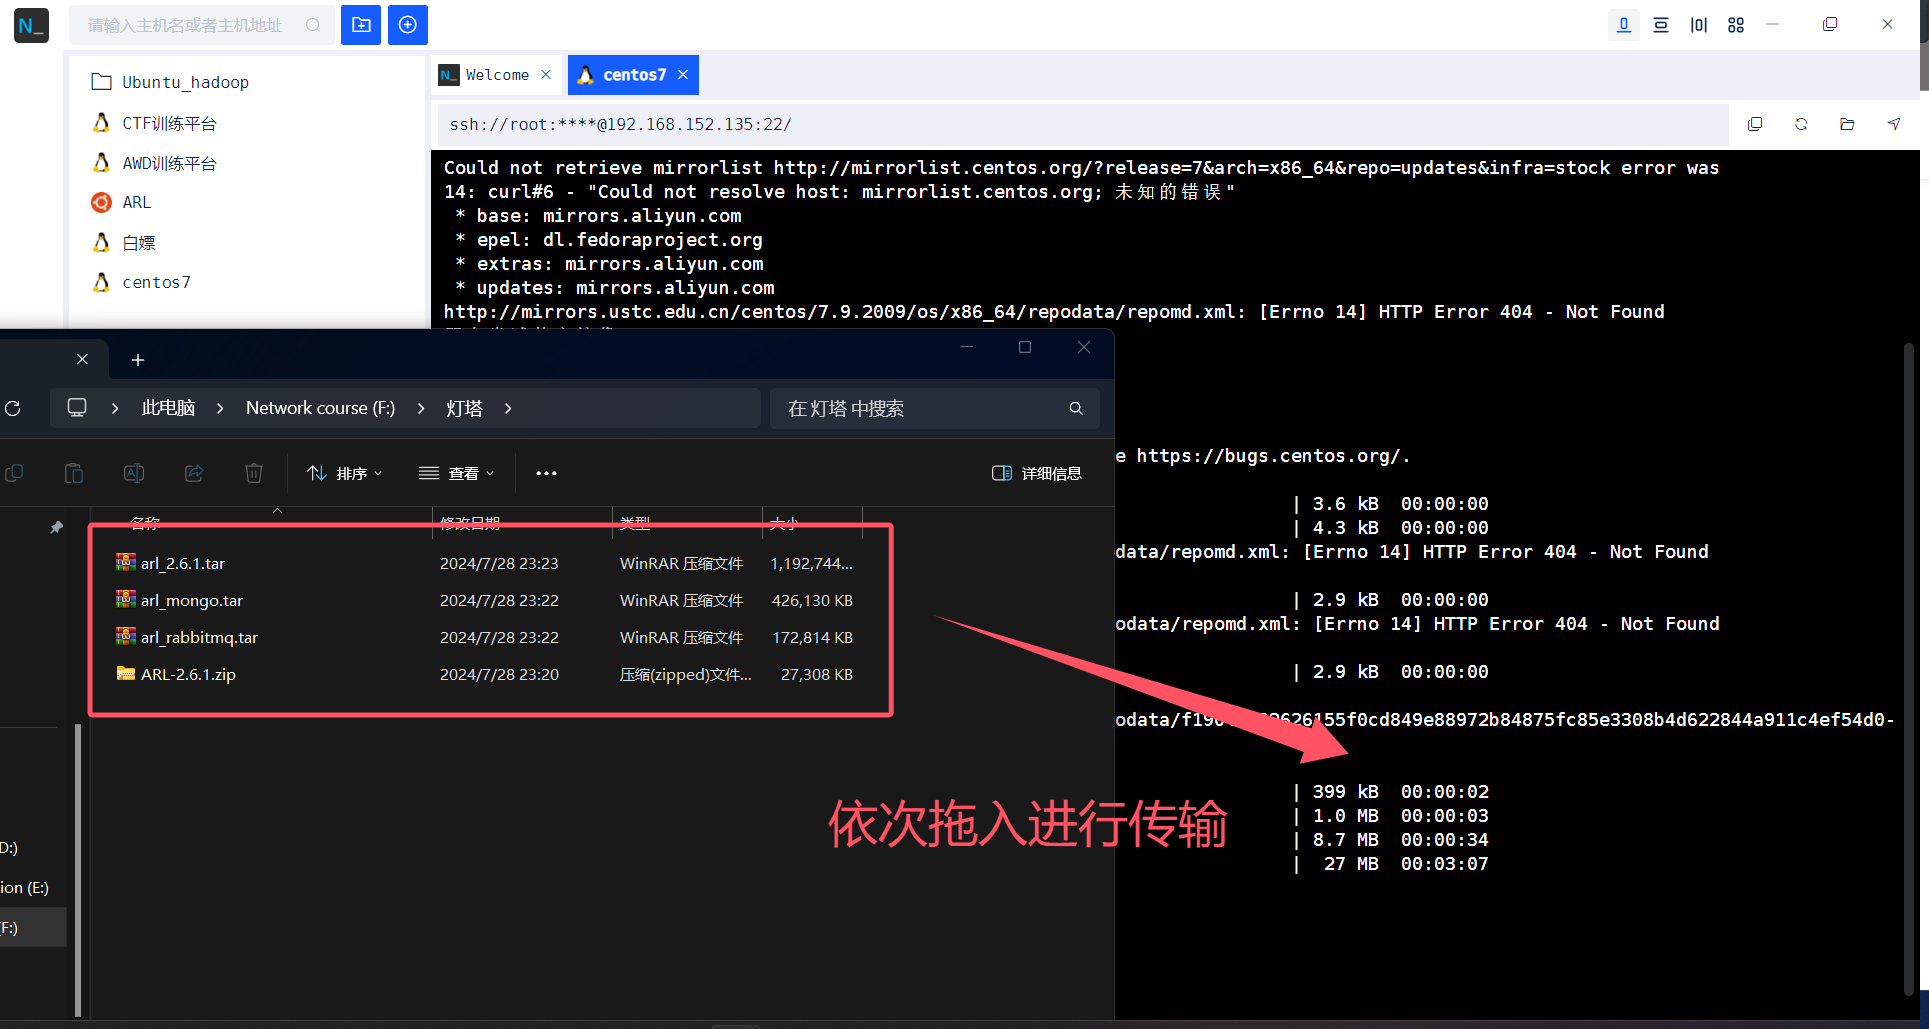 N_ 请输入主机名或者主机地址
Ubuntu_hadoop
CTF训练平台
AWD训练平台
ARL
白嫖
centos7
N_ Welcome × centos7 ×
ssh://root:****@192.168.152.135:22/
Could not retrieve mirrorlist http://mirrorlist.centos.org/?release=7&arch=x86_64&repo=updates&infra=stock error was
14: curl#6 - "Could not resolve host: mirrorlist.centos.org; 未知的错误"
* base: mirrors.aliyun.com
* epel: dl.fedoraproject.org
* extras: mirrors.aliyun.com
* updates: mirrors.aliyun.com
http://mirrors.ustc.edu.cn/centos/7.9.2009/os/x86_64/repodata/repomd.xml: [Errno 14] HTTP Error 404 - Not Found
e https://bugs.centos.org/.
| 3.6 kB 00:00:00
| 4.3 kB 00:00:00
data/repomd.xml: [Errno 14] HTTP Error 404 - Not Found
| 2.9 kB 00:00:00
odata/repomd.xml: [Errno 14] HTTP Error 404 - Not Found
| 2.9 kB 00:00:00
626155f0cd849e88972b84875fc85e3308b4d622844a911c4ef54d0-
| 399 kB 00:00:02
| 1.0 MB 00:00:03
| 8.7 MB 00:00:34
| 27 MB 00:03:07
此电脑 > Network course (F:) > 灯塔 >
在 灯塔 中搜索
排序 查看 ••• 详细信息
名称 修改日期 类型 大小
arl_2.6.1.tar 2024/7/28 23:23 WinRAR 压缩文件 1,192,744...
arl_mongo.tar 2024/7/28 23:22 WinRAR 压缩文件 426,130 KB
arl_rabbitmq.tar 2024/7/28 23:22 WinRAR 压缩文件 172,814 KB
ARL-2.6.1.zip 2024/7/28 23:20 压缩(zipped)文件... 27,308 KB
依次拖入进行传输
D:)
ion (E:)
F:)